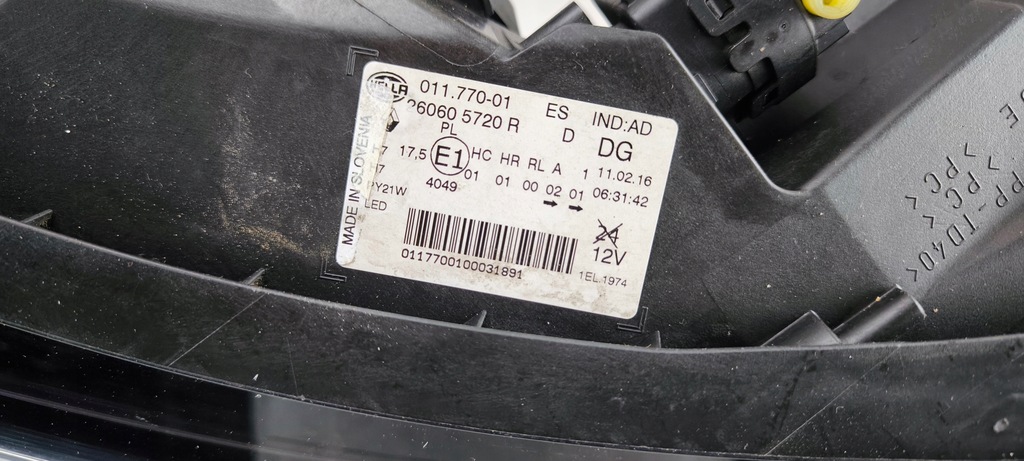 HELLA 011.770-01 ES IND:AD
26060 5720 R D DG
PL
17,5 E1 HC HR RL A 1 11.02.16
7 01 01 00 02 01 06:31:42
4049
PY21W
LED
24
12V
0117700100031891
1EL.1974
MADE IN SLOVENIA
PP-TD40<
>PC<
>PC<